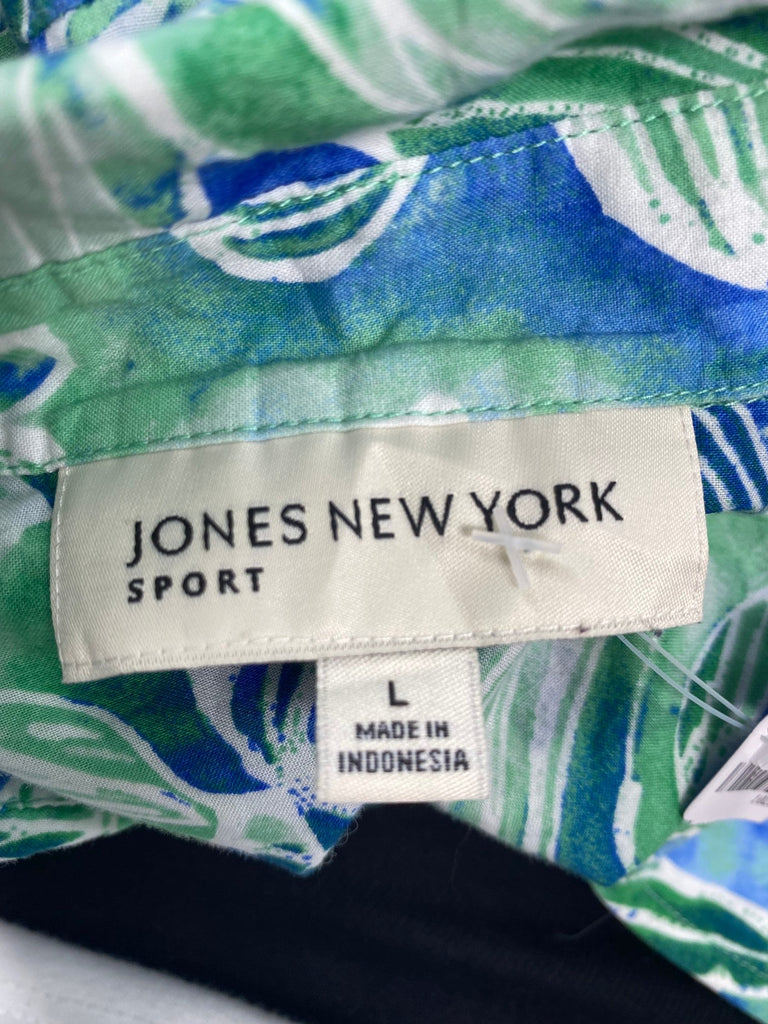 JONES NEW YORK
SPORT
L
MADE IN
INDONESIA